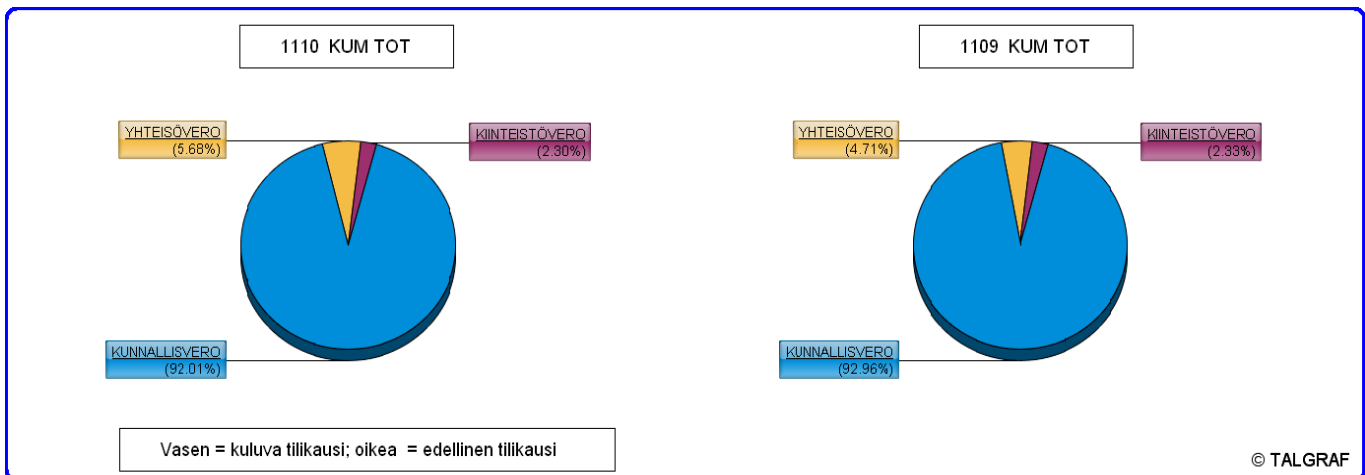 1110 KUM TOT
YHTEISÖVERO
(5.68%)
KIINTEISTÖVERO
(2.30%)
KUNNALLISVERO
(92.01%)
1109 KUM TOT
YHTEISÖVERO
(4.71%)
KIINTEISTÖVERO
(2.33%)
KUNNALLISVERO
(92.96%)
Vasen = kuluva tilikausi; oikea = edellinen tilikausi
© TALGRAF